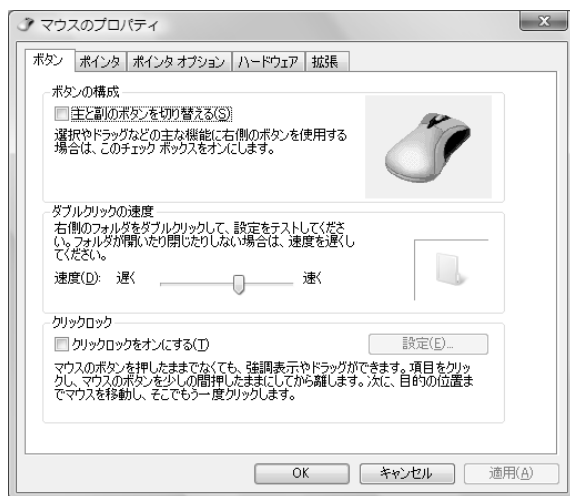 マウスのプロパティ
ボタン ポインタ ポインタ オプション ハードウェア 拡張
ボタンの構成
主と副のボタンを切り替える(S)
選択やドラッグなどの主な機能に右側のボタンを使用する
場合は、このチェック ボックスをオンにします。
ダブルクリックの速度
右側のフォルダをダブルクリックして、設定をテストしてくださ
い。フォルダが開いたり閉じたりしない場合は、速度を遅くし
てください。
速度(D): 遅く 速く
クリックロック
クリックロックをオンにする(T) 設定(E)...
マウスのボタンを押したままでなくても、強調表示やドラッグができます。項目をクリッ
クし、マウスのボタンを少しの間押したままにしてから離します。次に、目的の位置ま
でマウスを移動し、そこでもう一度クリックします。
OK キャンセル 適用(A)